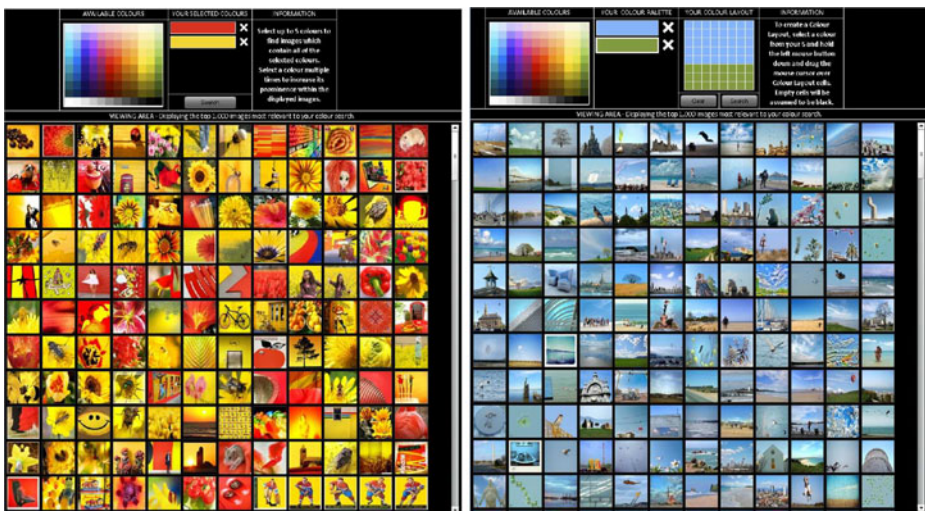 AVAILABLE COLOURS
YOUR SELECTED COLOURS
INFORMATION
Select up to 5 colours to
find images which
contain all of the
selected colours.
Select a colour multiple
times to increase its
prominence within the
displayed images.
Search
VIEWING AREA - Displaying the top 1,000 images most relevant to your colour search.
AVAILABLE COLOURS
YOUR COLOUR PALETTE
YOUR COLOUR LAYOUT
INFORMATION
To create a Colour
Layout, select a colour
from your 5 and hold
the left mouse button
down and drag the
mouse cursor over
Colour Layout cells.
Empty cells will be
assumed to be black.
Clear
Search
VIEWING AREA - Displaying the top 1,000 images most relevant to your colour search.